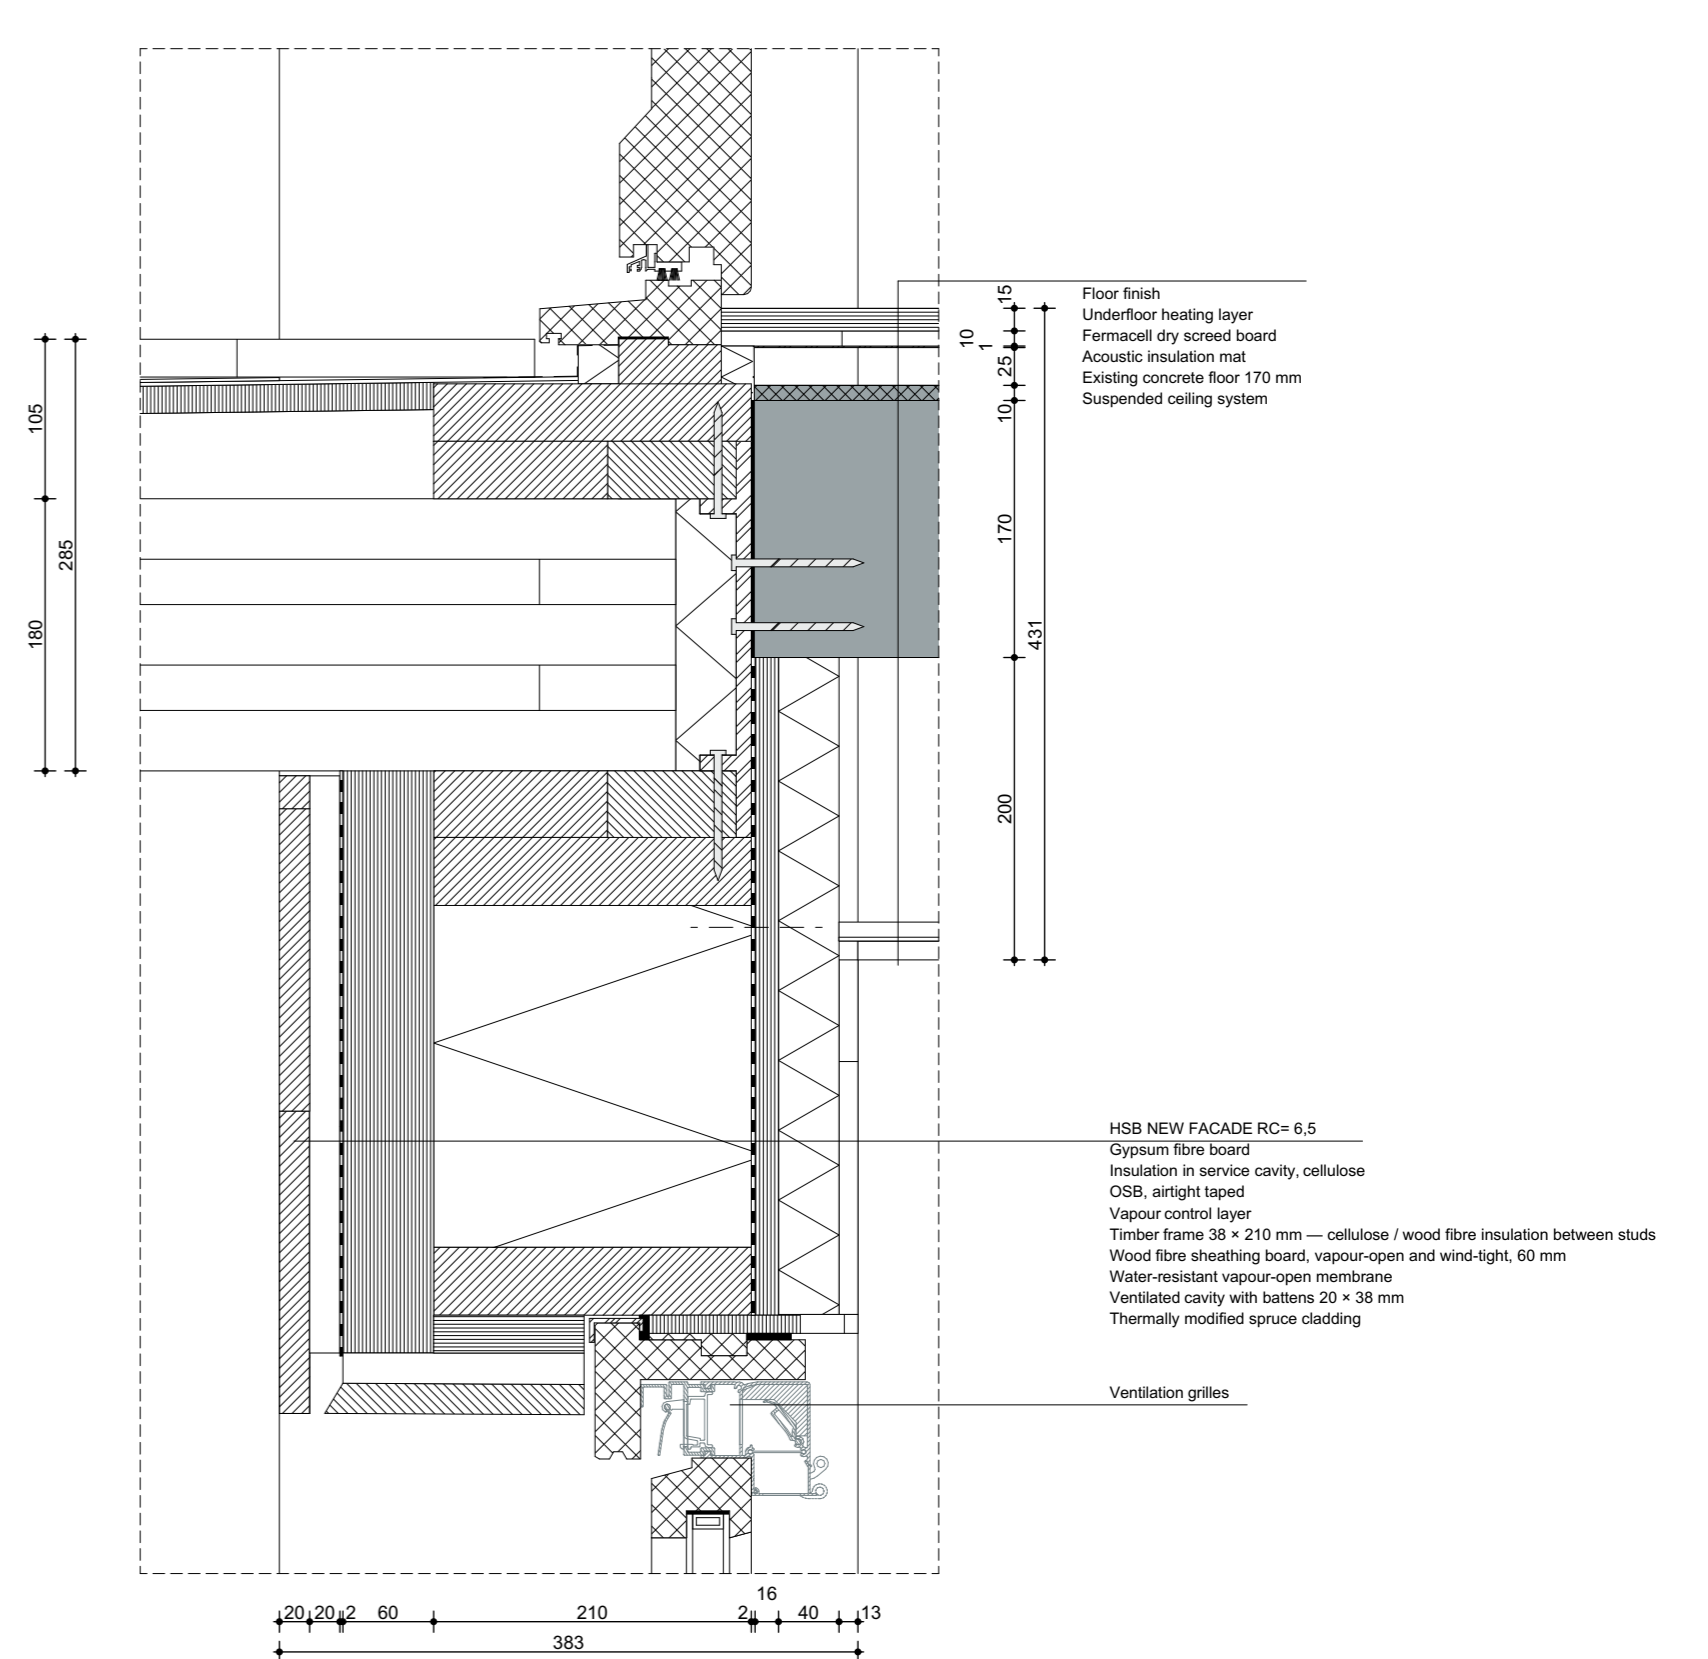 15
10
1
25
10
170
431
200
105
285
180
Floor finish
Underfloor heating layer
Fermacell dry screed board
Acoustic insulation mat
Existing concrete floor 170 mm
Suspended ceiling system
HSB NEW FACADE RC= 6,5
Gypsum fibre board
Insulation in service cavity, cellulose
OSB, airtight taped
Vapour control layer
Timber frame 38 × 210 mm — cellulose / wood fibre insulation between studs
Wood fibre sheathing board, vapour-open and wind-tight, 60 mm
Water-resistant vapour-open membrane
Ventilated cavity with battens 20 × 38 mm
Thermally modified spruce cladding
Ventilation grilles
16
20 20 2 60 210 2 40 13
383